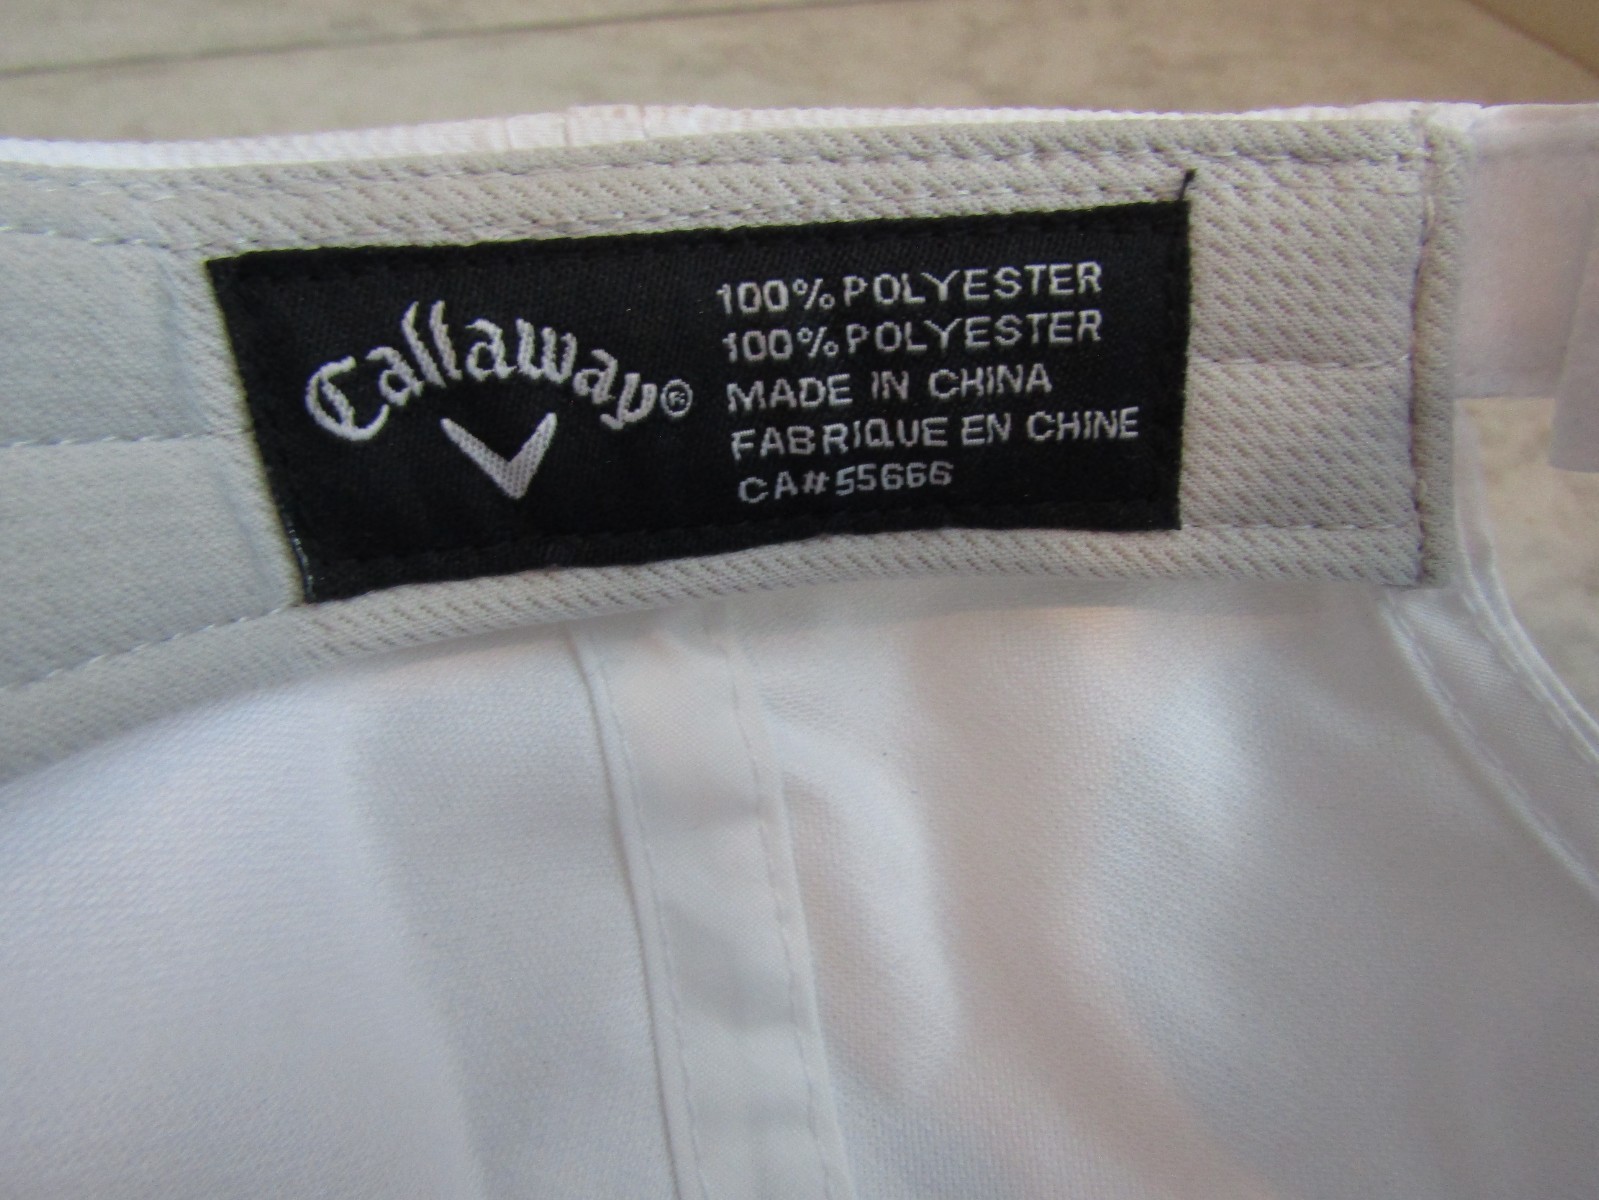 Callaway®
100% POLYESTER
100% POLYESTER
MADE IN CHINA
FABRIQUE EN CHINE
CA#55666